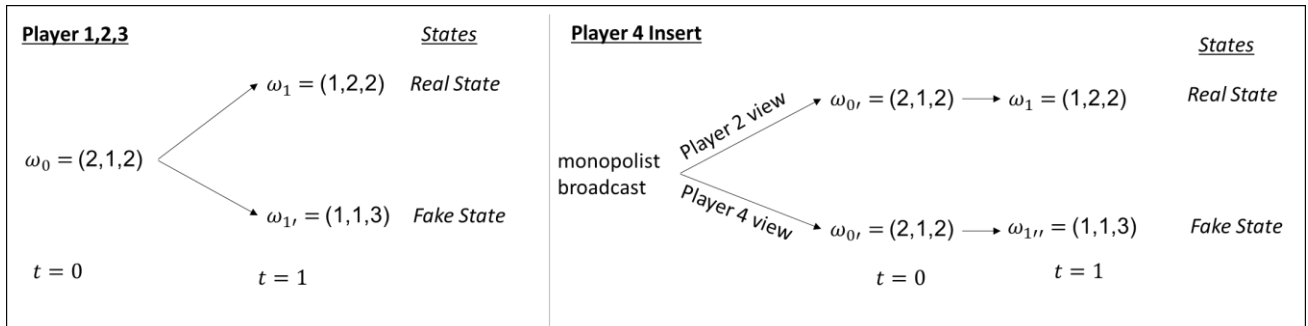 Player 1,2,3
States
ω₁ = (1,2,2) Real State
ω₀ = (2,1,2)
ω₁′ = (1,1,3) Fake State
t = 0
t = 1
Player 4 Insert
States
Player 2 view
ω₀′ = (2,1,2) → ω₁ = (1,2,2) Real State
monopolist
broadcast
Player 4 view
ω₀′ = (2,1,2) → ω₁′′ = (1,1,3) Fake State
t = 0
t = 1